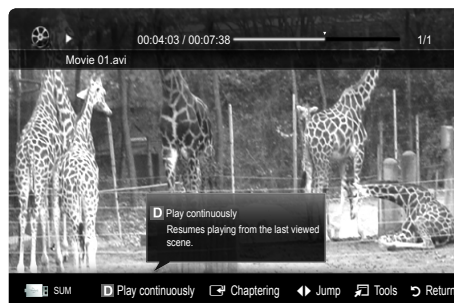 00:04:03 / 00:07:38 1/1
Movie 01.avi
D Play continuously
Resumes playing from the last viewed
scene.
SUM D Play continuously Chaptering Jump Tools Return